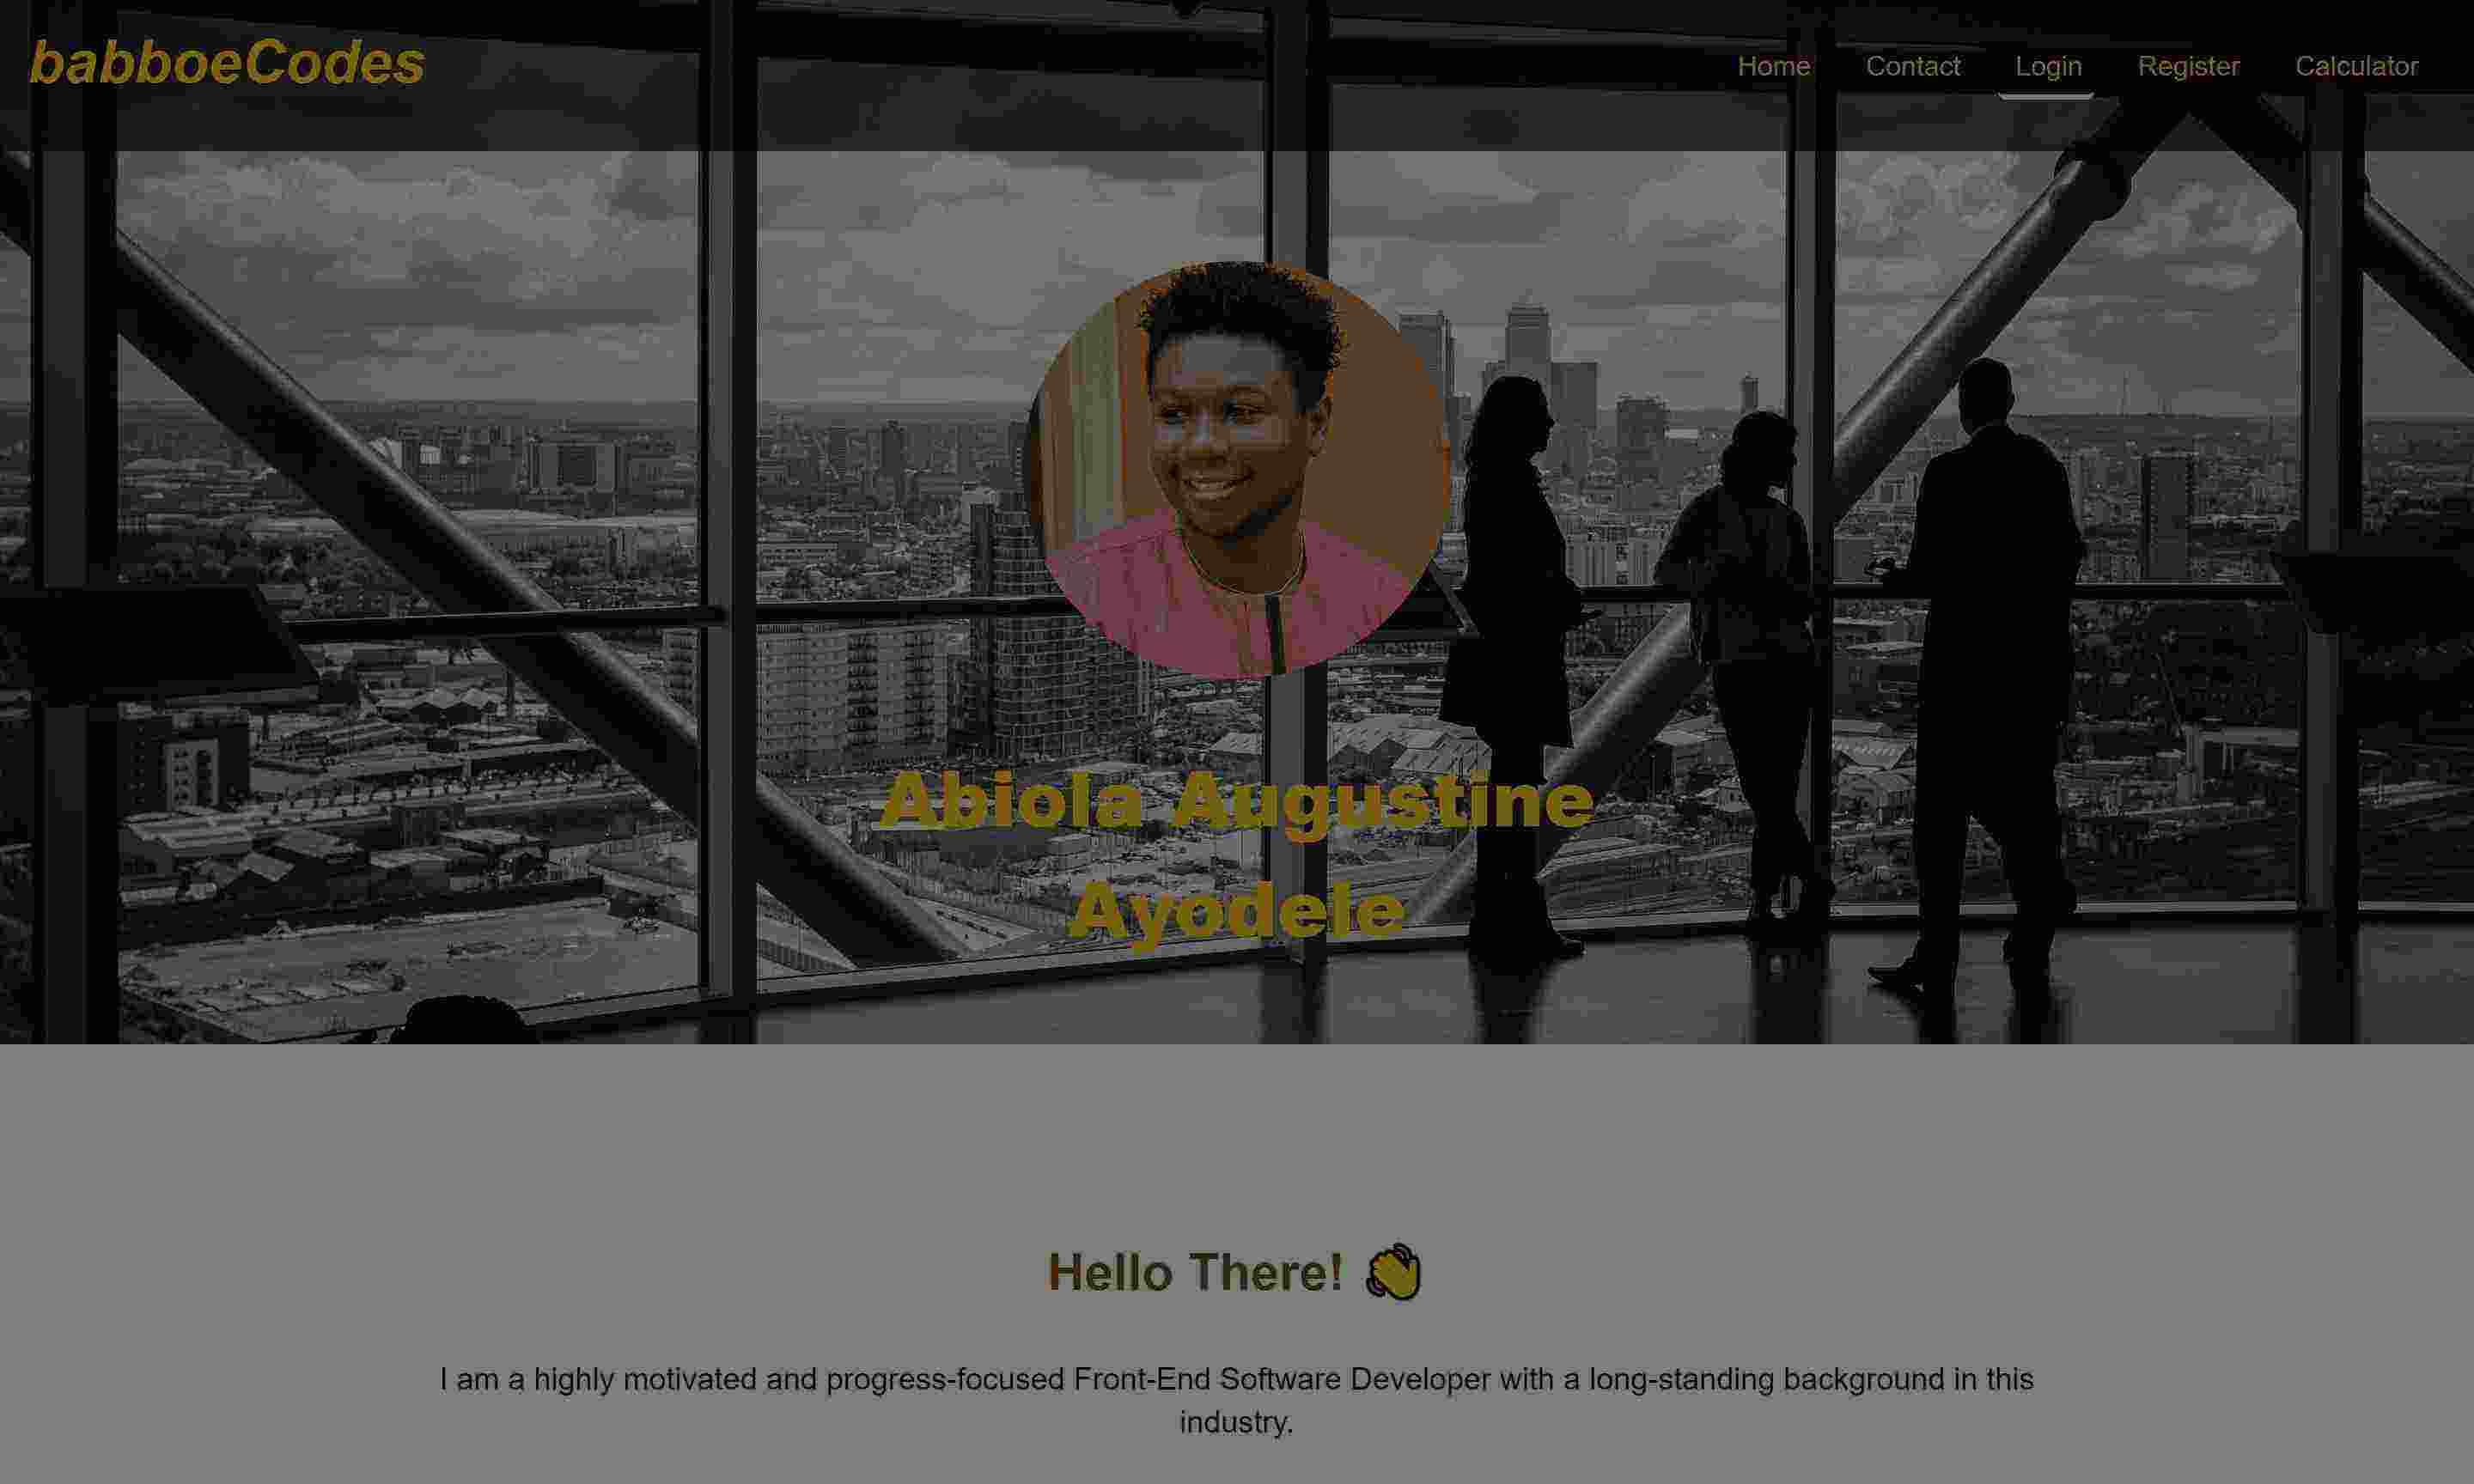 babboeCodes
Home Contact Login Register Calculator
Abiola Augustine
Ayodele
Hello There! 👋
I am a highly motivated and progress-focused Front-End Software Developer with a long-standing background in this
industry.